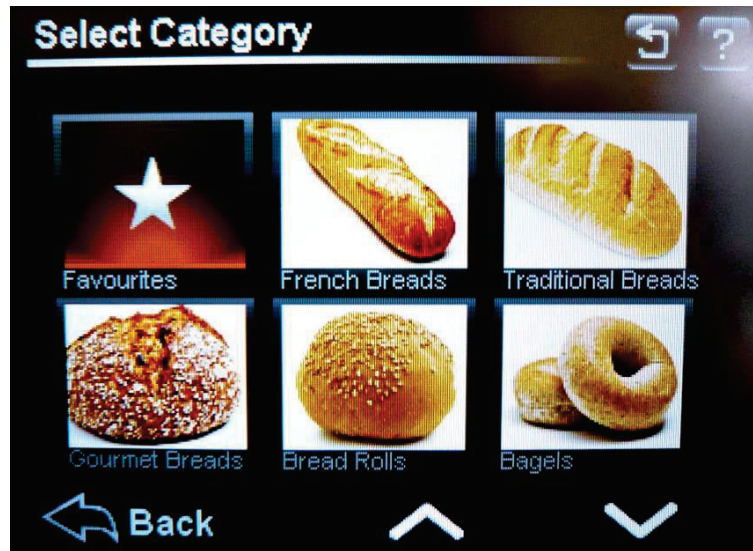 Select Category
?
Favourites
French Breads
Traditional Breads
Gourmet Breads
Bread Rolls
Bagels
Back